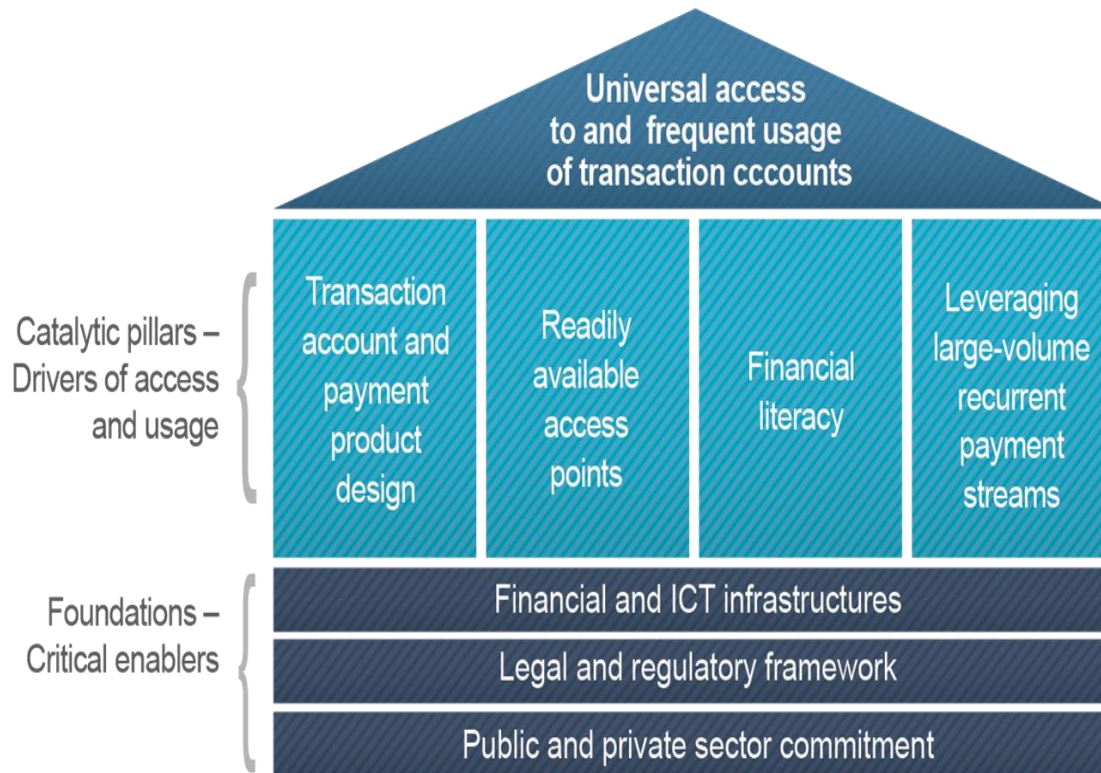 Universal access
to and frequent usage
of transaction cccounts
Catalytic pillars –
Drivers of access
and usage
Transaction
account and
payment
product
design
Readily
available
access
points
Financial
literacy
Leveraging
large-volume
recurrent
payment
streams
Foundations –
Critical enablers
Financial and ICT infrastructures
Legal and regulatory framework
Public and private sector commitment